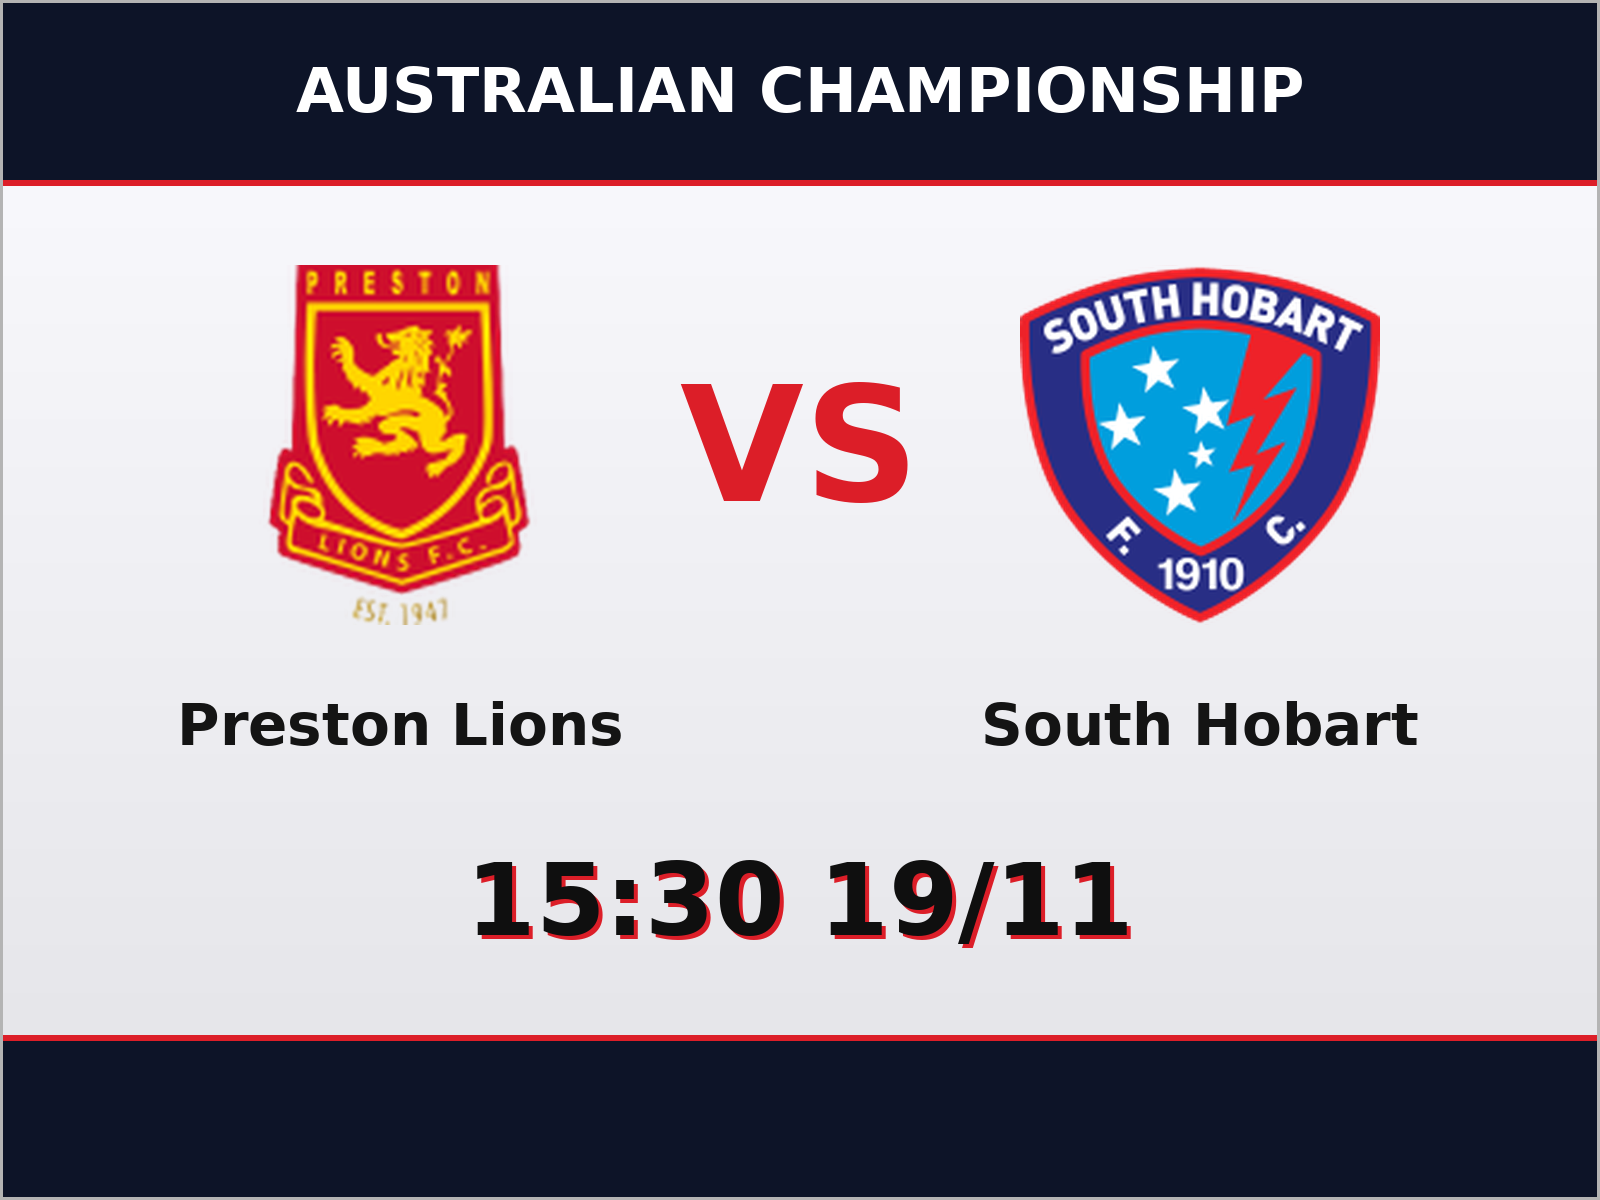 AUSTRALIAN CHAMPIONSHIP
PRESTON
LIONS F.C.
EST. 1947
VS
SOUTH HOBART
F. C.
1910
Preston Lions
South Hobart
15:30 19/11